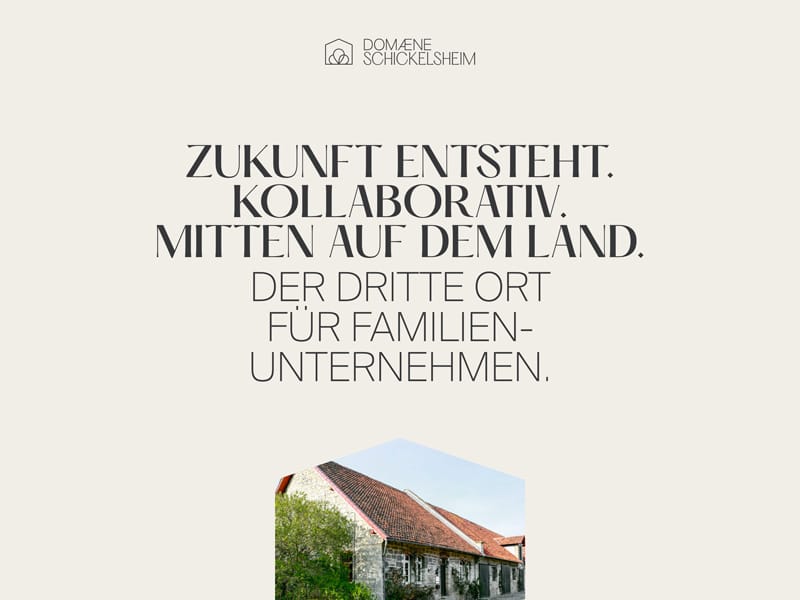 DOMÆNE
SCHICKELSHEIM
ZUKUNFT ENTSTEHT.
KOLLABORATIV.
MITTEN AUF DEM LAND.
DER DRITTE ORT
FÜR FAMILIEN-
UNTERNEHMEN.